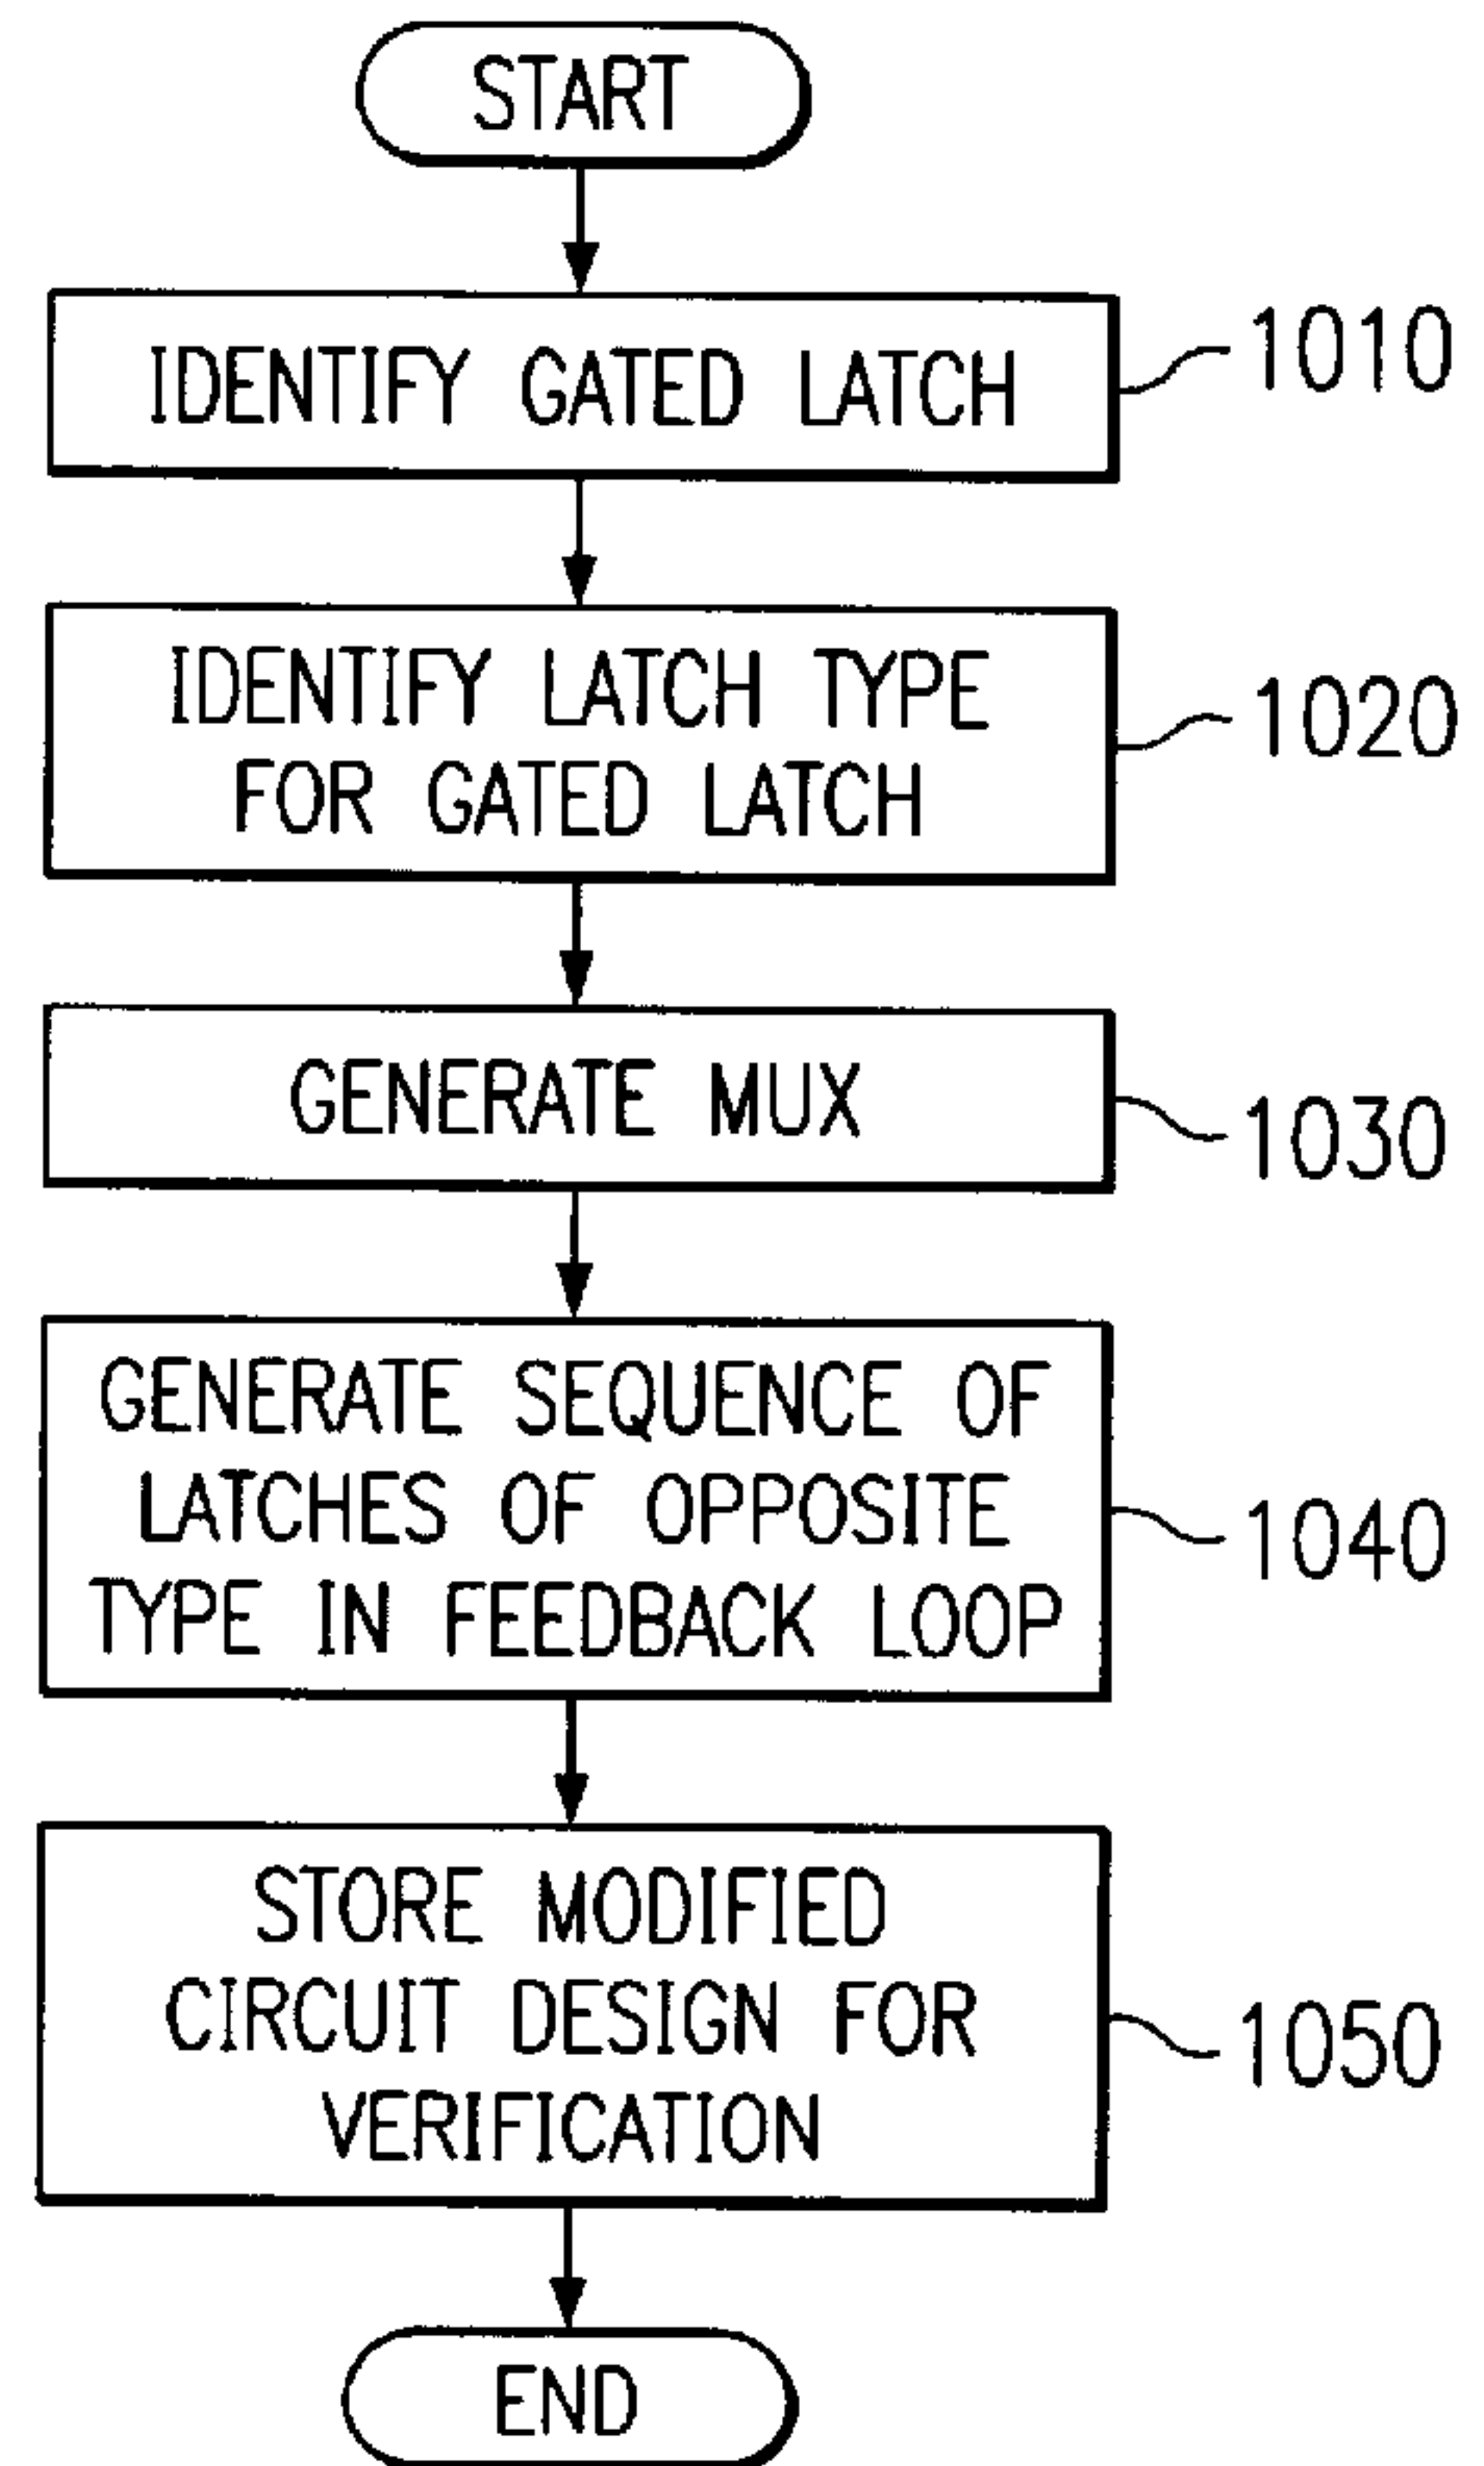 START
IDENTIFY GATED LATCH
1010
IDENTIFY LATCH TYPE
FOR GATED LATCH
1020
GENERATE MUX
1030
GENERATE SEQUENCE OF
LATCHES OF OPPOSITE
TYPE IN FEEDBACK LOOP
1040
STORE MODIFIED
CIRCUIT DESIGN FOR
VERIFICATION
1050
END